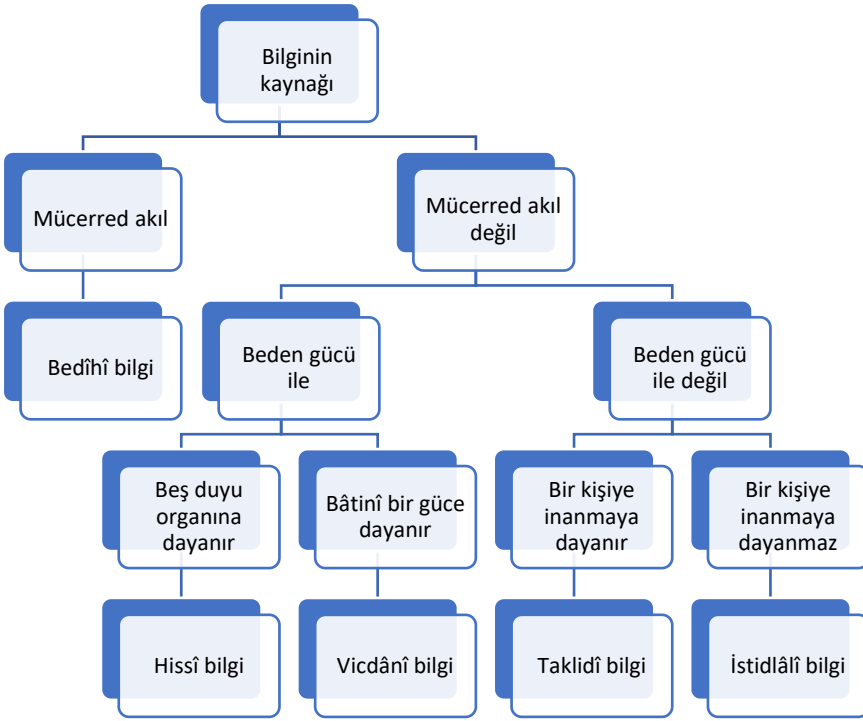 Bilginin
kaynağı
Mücerred akıl
Mücerred akıl
değil
Bedîhî bilgi
Beden gücü
ile
Beden gücü
ile değil
Beş duyu
organına
dayanır
Bâtinî bir güce
dayanır
Bir kişiye
inanmaya
dayanır
Bir kişiye
inanmaya
dayanmaz
Hissî bilgi
Vicdânî bilgi
Taklidî bilgi
İstidlâlî bilgi